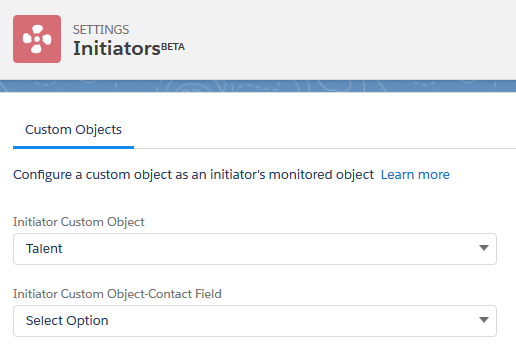 SETTINGS
Initiators BETA
Custom Objects
Configure a custom object as an initiator's monitored object Learn more
Initiator Custom Object
Talent
Initiator Custom Object-Contact Field
Select Option